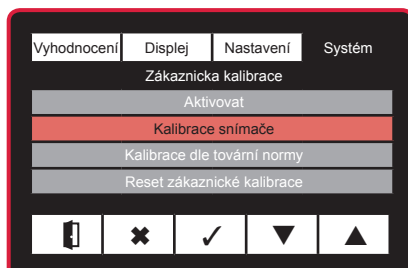 Vyhodnocení Displej Nastavení Systém
Zákaznicka kalibrace
Aktivovat
Kalibrace snímače
Kalibrace dle tovární normy
Reset zákaznické kalibrace